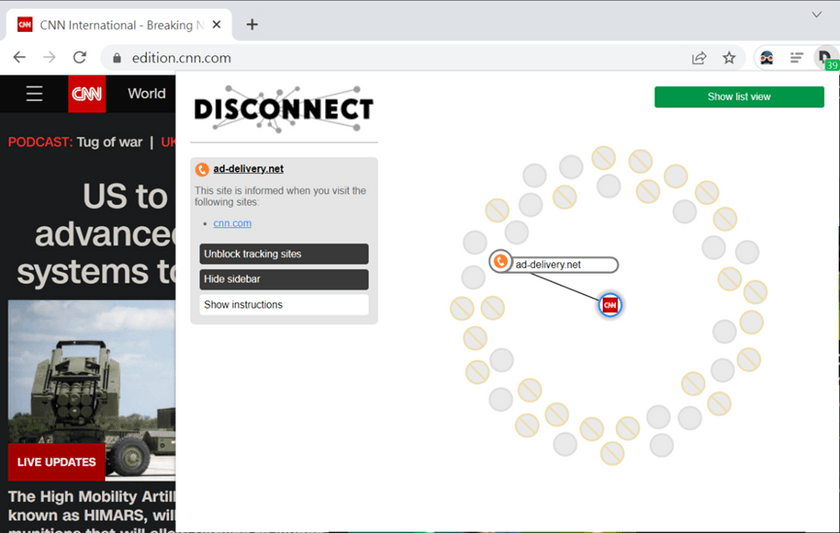 CNN International - Breaking N
edition.cnn.com
39
CNN
World
PODCAST: Tug of war | UK
US to
advance
systems to
LIVE UPDATES
The High Mobility Artil
known as HIMARS, wil
DISCONNECT
Show list view
ad-delivery.net
This site is informed when you visit the
following sites:
cnn.com
Unblock tracking sites
Hide sidebar
Show instructions
ad-delivery.net
CNN